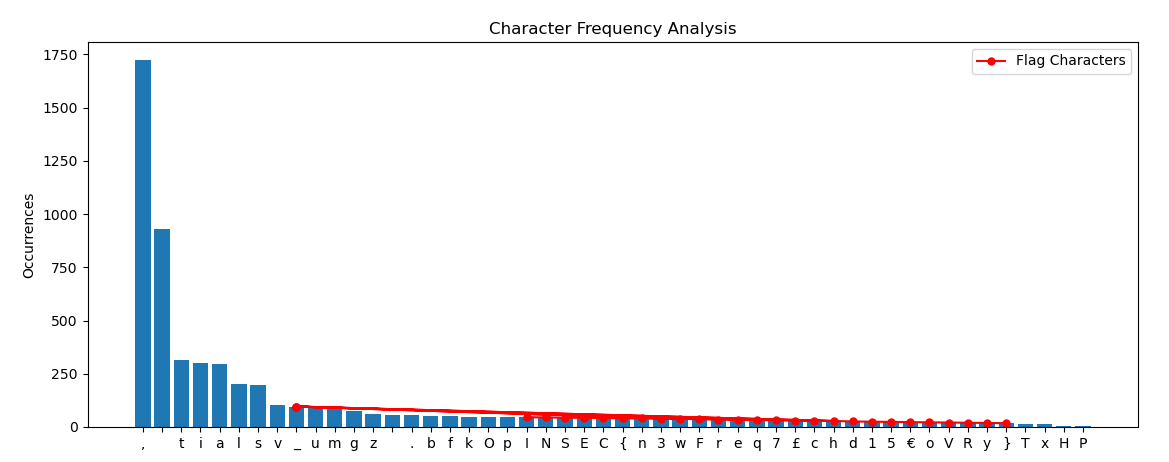 Character Frequency Analysis
Flag Characters
Occurrences
1750
1500
1250
1000
750
500
250
0
, t i a l s v _ u m g z . b f k O p I N S E C { n 3 w F r e q 7 £ c h d 1 5 € o V R y } T x H P